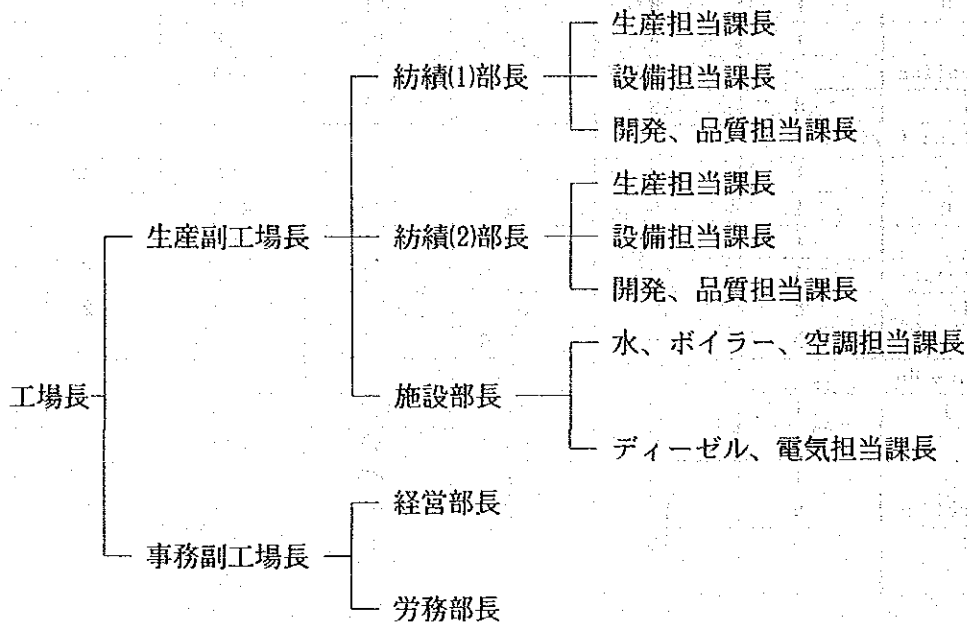 生産担当課長
紡績(1)部長
設備担当課長
開発、品質担当課長
生産担当課長
生産副工場長
紡績(2)部長
設備担当課長
開発、品質担当課長
水、ボイラー、空調担当課長
工場長
施設部長
ディーゼル、電気担当課長
経営部長
事務副工場長
労務部長